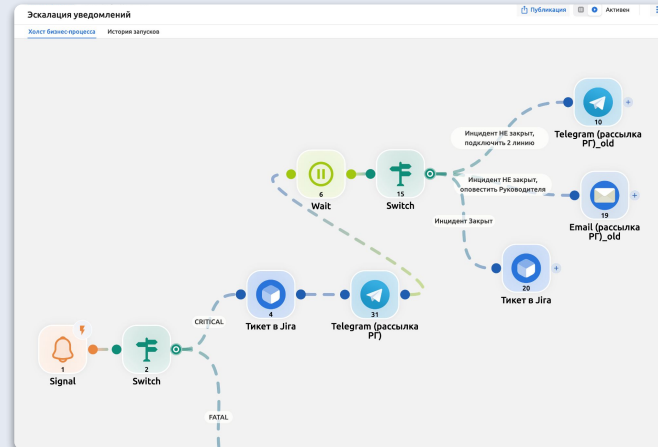 Эскалация уведомлений
Публикация
Активен
Холст бизнес-процесса
История запусков
10
Telegram (рассылка
РГ)_old
Инцидент НЕ закрыт,
подключить 2 линию
6
Wait
15
Switch
Инцидент НЕ закрыт,
оповестить Руководителя
19
Email (рассылка
РГ)_old
Инцидент Закрыт
20
Тикет в Jira
CRITICAL
4
Тикет в Jira
31
Telegram (рассылка
РГ)
1
Signal
2
Switch
FATAL